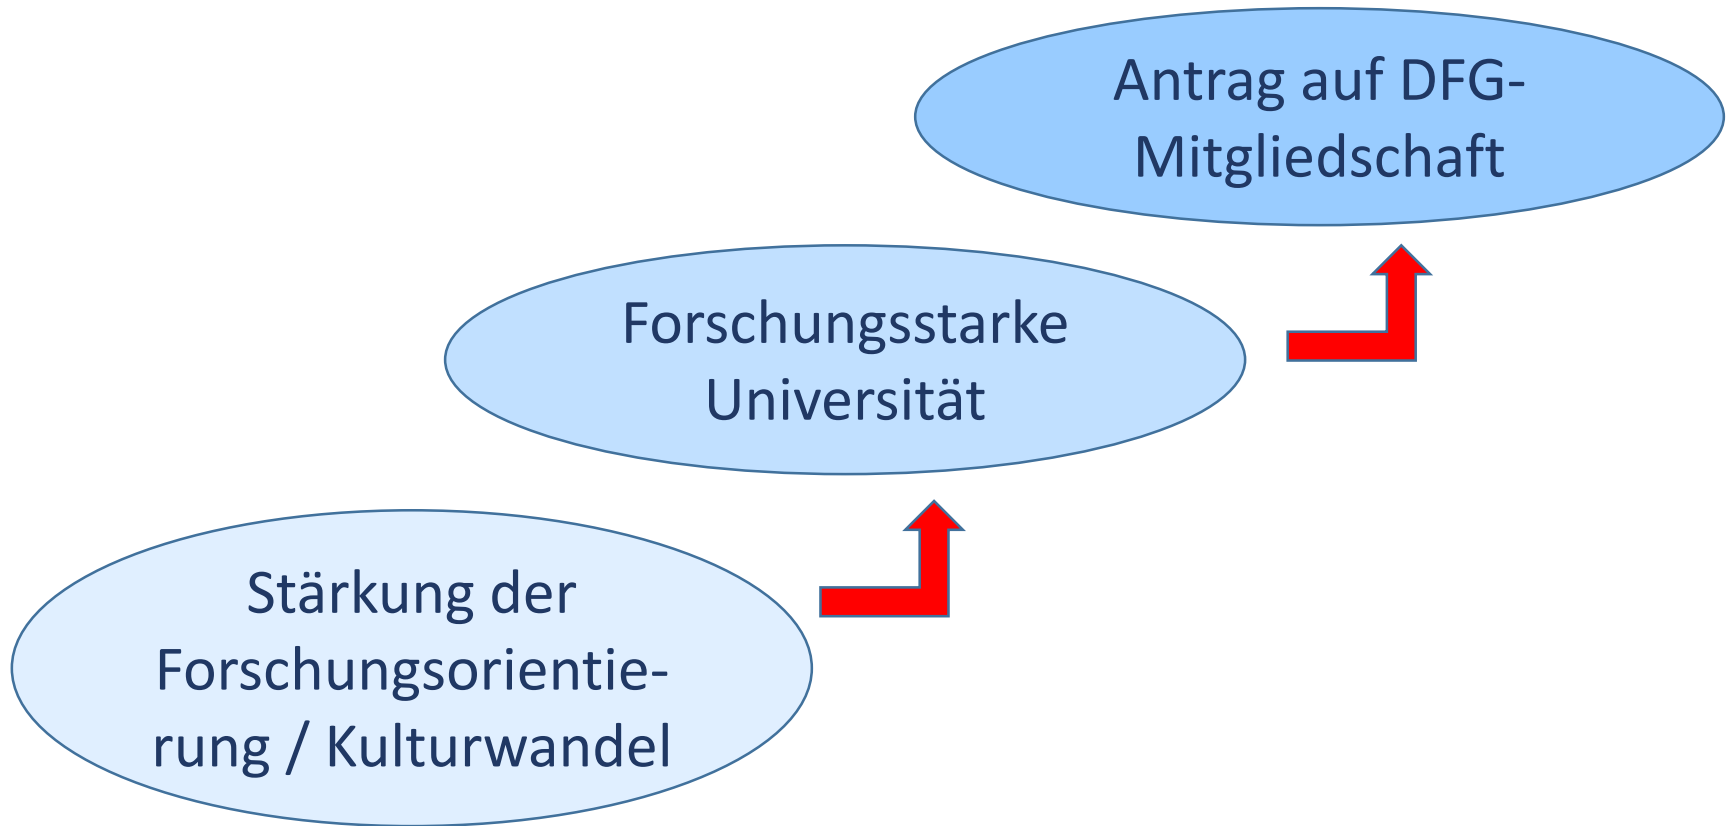 Antrag auf DFG-
Mitgliedschaft
Forschungsstarke
Universität
Stärkung der
Forschungsorientie-
rung / Kulturwandel